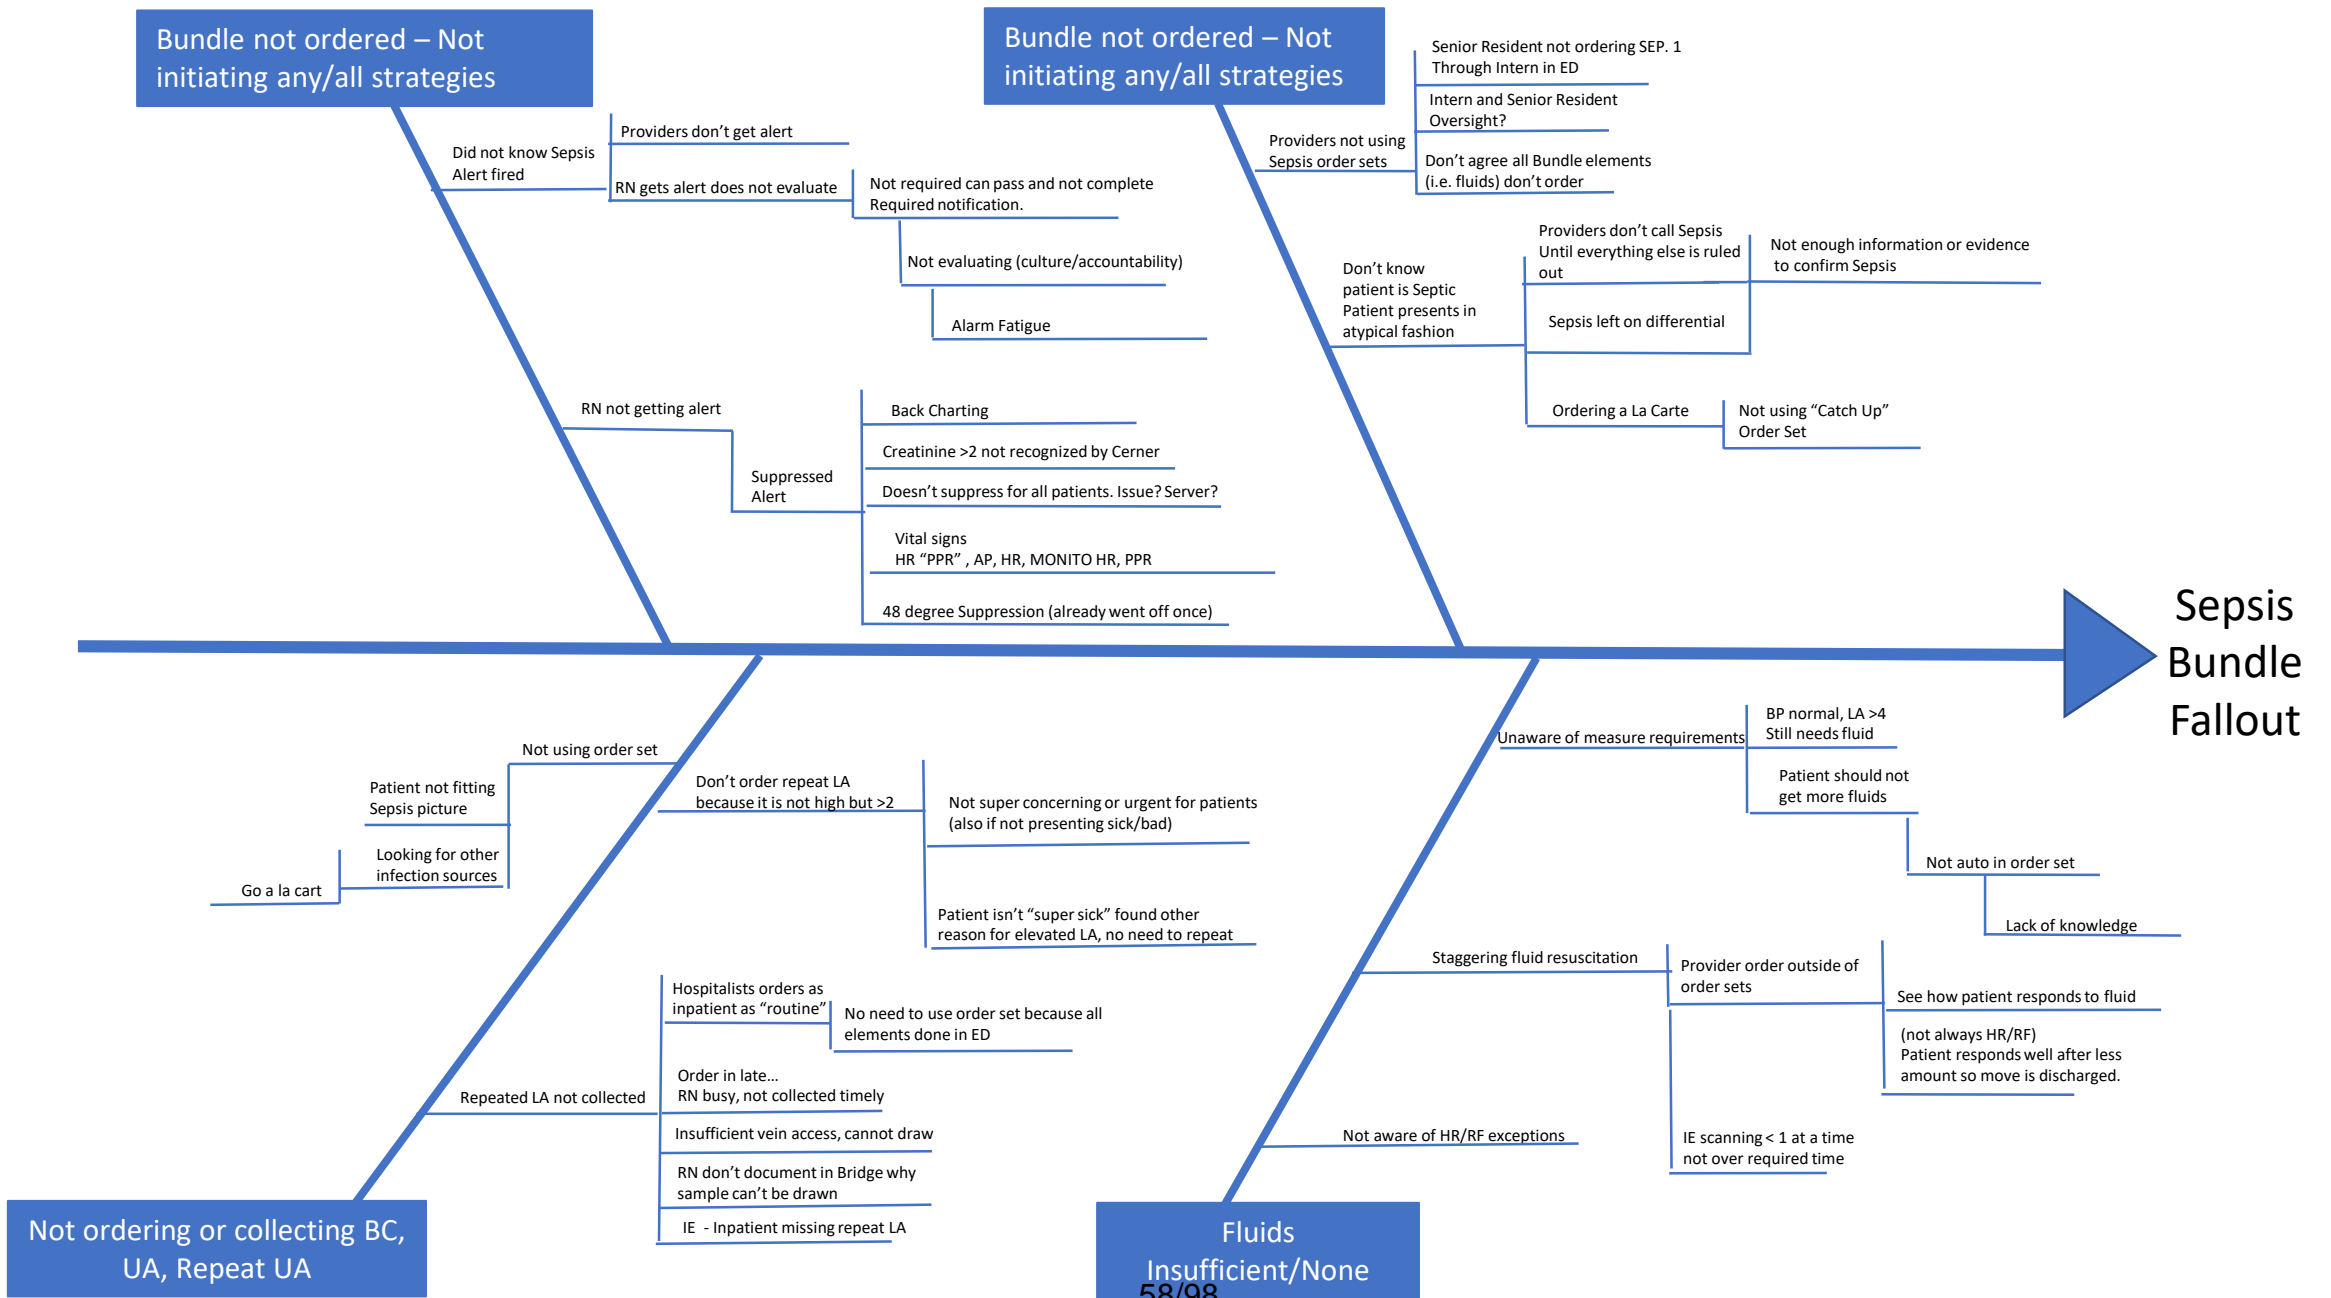 Bundle not ordered – Not
initiating any/all strategies
Did not know Sepsis
Alert fired
Providers don’t get alert
RN gets alert does not evaluate
Not required can pass and not complete
Required notification.
Not evaluating (culture/accountability)
Alarm Fatigue
RN not getting alert
Suppressed
Alert
Back Charting
Creatinine >2 not recognized by Cerner
Doesn’t suppress for all patients. Issue? Server?
Vital signs
HR “PPR” , AP, HR, MONITO HR, PPR
48 degree Suppression (already went off once)
Bundle not ordered – Not
initiating any/all strategies
Providers not using
Sepsis order sets
Senior Resident not ordering SEP. 1
Through Intern in ED
Intern and Senior Resident
Oversight?
Don’t agree all Bundle elements
(i.e. fluids) don’t order
Don’t know
patient is Septic
Patient presents in
atypical fashion
Providers don’t call Sepsis
Until everything else is ruled
out
Sepsis left on differential
Not enough information or evidence
to confirm Sepsis
Ordering a La Carte
Not using “Catch Up”
Order Set
Sepsis
Bundle
Fallout
Not using order set
Patient not fitting
Sepsis picture
Looking for other
infection sources
Go a la cart
Don’t order repeat LA
because it is not high but >2
Not super concerning or urgent for patients
(also if not presenting sick/bad)
Patient isn’t “super sick” found other
reason for elevated LA, no need to repeat
Repeated LA not collected
Hospitalists orders as
inpatient as “routine”
No need to use order set because all
elements done in ED
Order in late...
RN busy, not collected timely
Insufficient vein access, cannot draw
RN don’t document in Bridge why
sample can’t be drawn
IE - Inpatient missing repeat LA
Not ordering or collecting BC,
UA, Repeat UA
Unaware of measure requirements
BP normal, LA >4
Still needs fluid
Patient should not
get more fluids
Not auto in order set
Lack of knowledge
Staggering fluid resuscitation
Provider order outside of
order sets
See how patient responds to fluid
(not always HR/RF)
Patient responds well after less
amount so move is discharged.
IE scanning < 1 at a time
not over required time
Not aware of HR/RF exceptions
Fluids
Insufficient/None
58/98